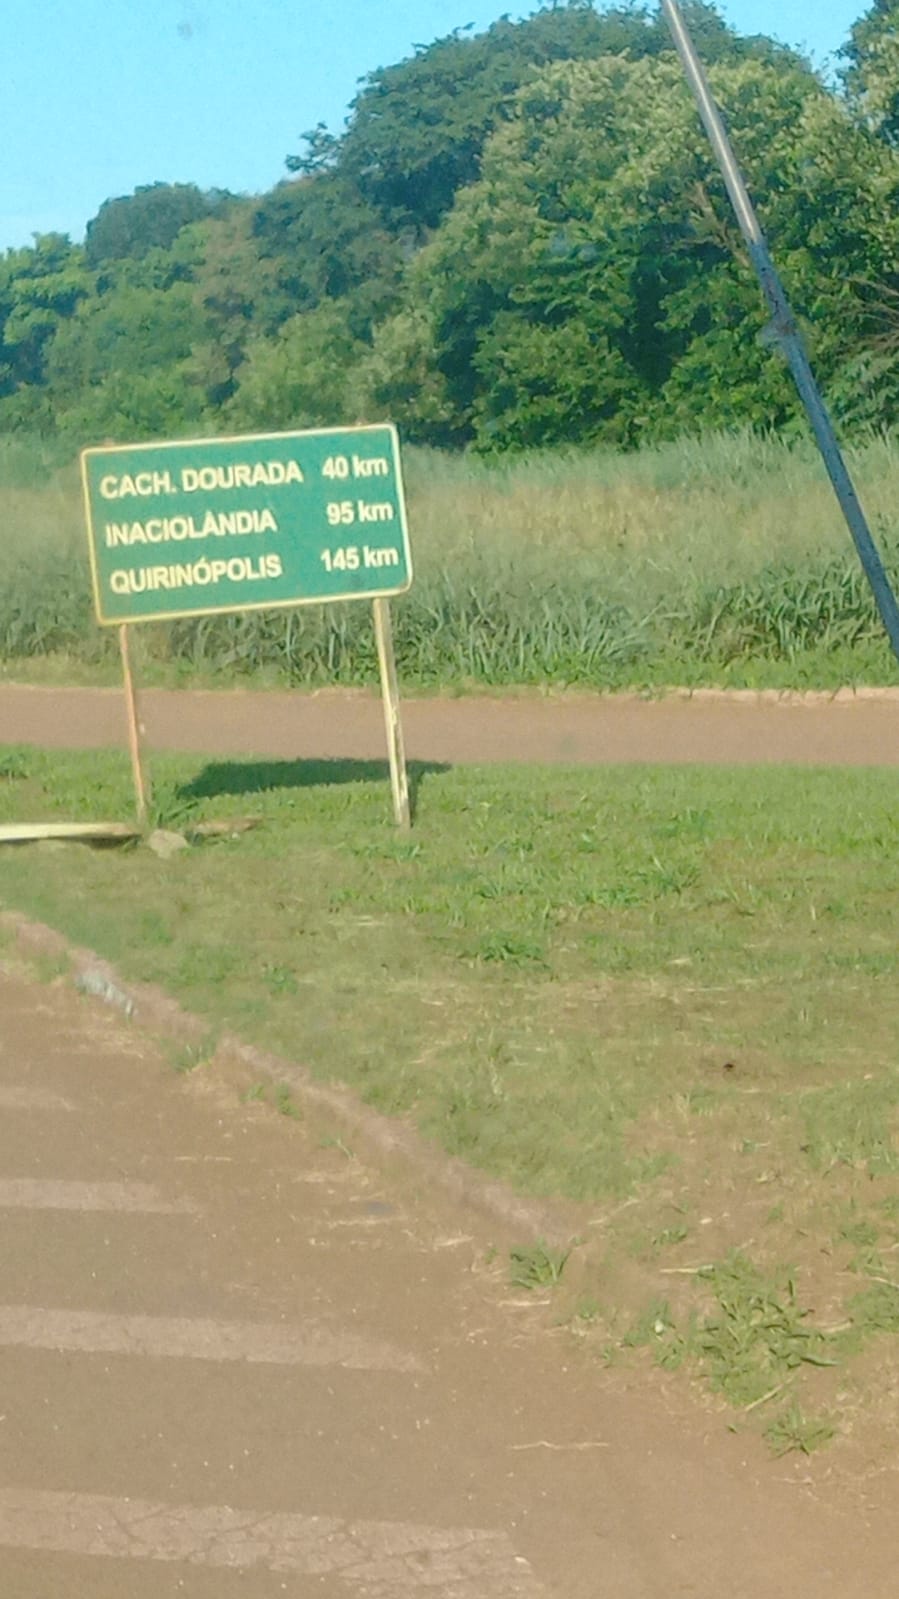 CACH. DOURADA 40 km
INACIOLÂNDIA 95 km
QUIRINÓPOLIS 145 km